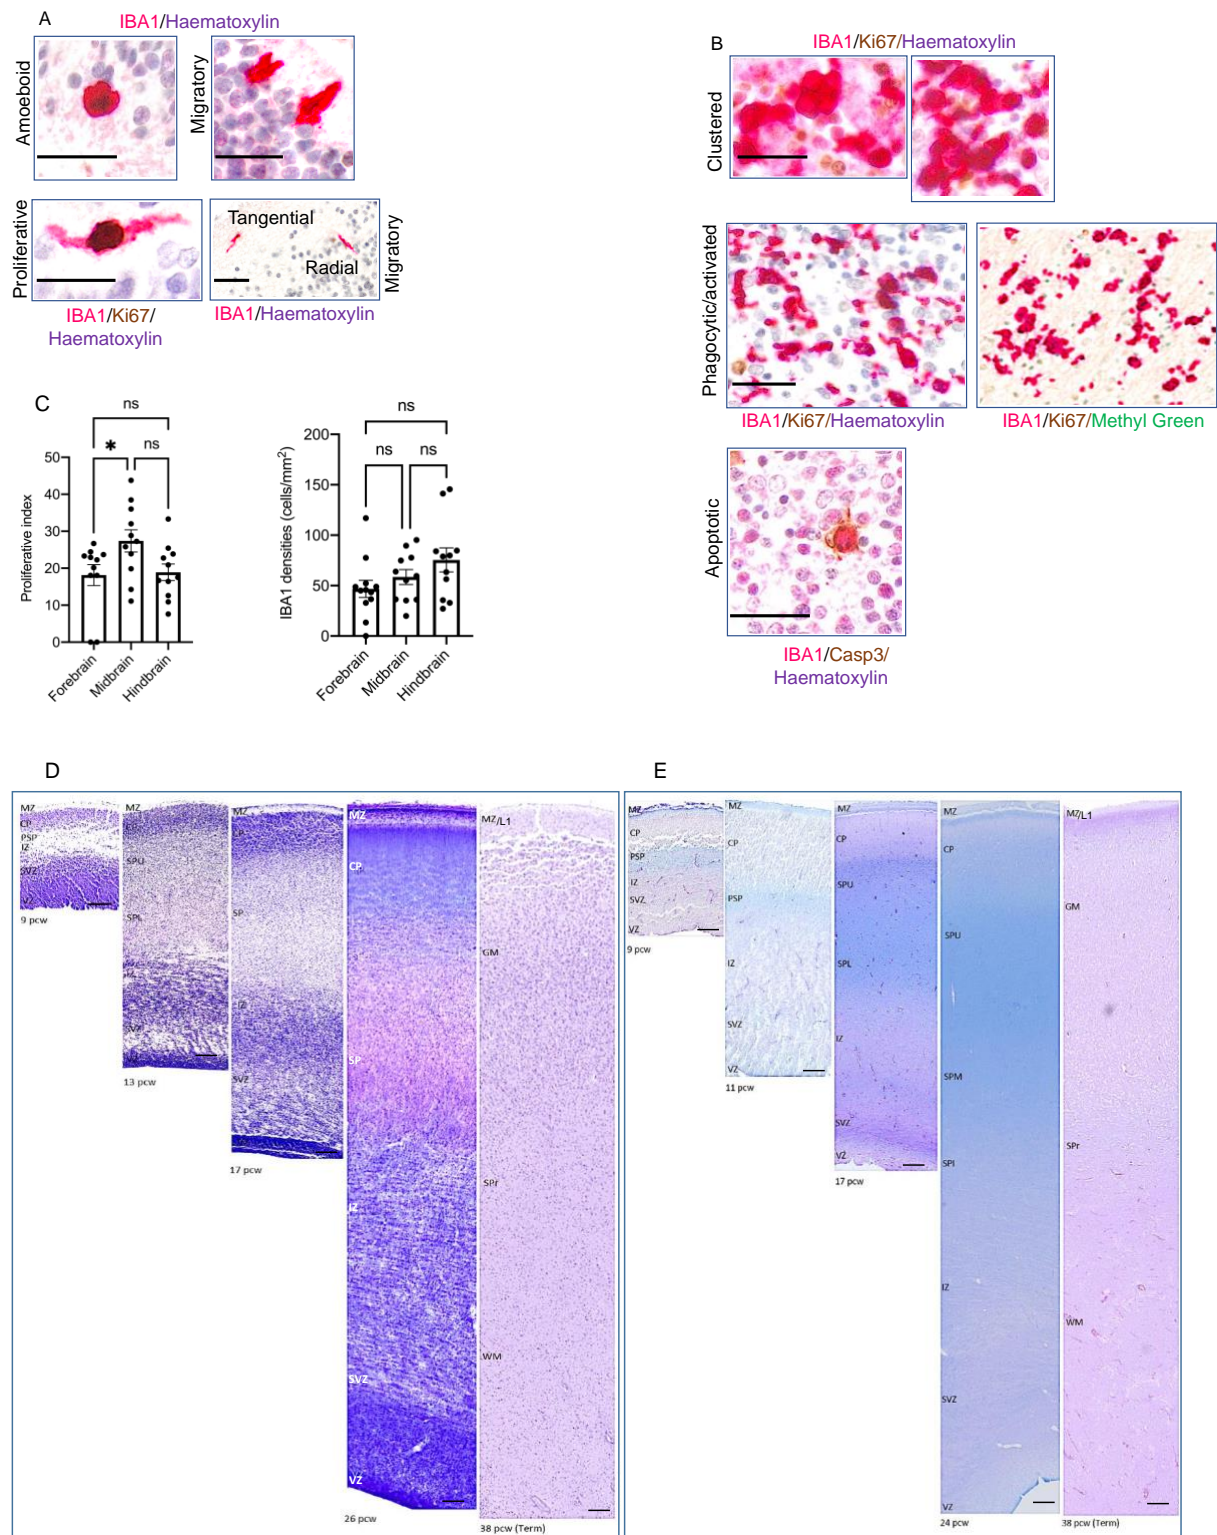 A
IBA1/Haematoxylin
Amoeboid
Migratory
Proliferative
Tangential
Radial
Migratory
IBA1/Ki67/
Haematoxylin
IBA1/Haematoxylin
B
IBA1/Ki67/Haematoxylin
Clustered
Phagocytic/activated
IBA1/Ki67/Haematoxylin
IBA1/Ki67/Methyl Green
Apoptotic
IBA1/Casp3/
Haematoxylin
C
ns
* ns
Proliferative index
50
40
30
20
10
0
Forebrain
Midbrain
Hindbrain
ns
ns ns
IBA1 densities (cells/mm²)
200
150
100
50
0
Forebrain
Midbrain
Hindbrain
D
MZ
CP
PSP
IZ
SVZ
VZ
9 pcw
MZ
CP
SPU
SPL
IZ
SVZ
13 pcw
MZ
CP
SP
IZ
SVZ
17 pcw
MZ
CP
SP
IZ
SVZ
VZ
26 pcw
MZ/L1
GM
SPr
WM
38 pcw (Term)
E
MZ
CP
PSP
IZ
SVZ
VZ
9 pcw
MZ
CP
PSP
IZ
SVZ
VZ
11 pcw
MZ
CP
SPU
SPL
IZ
SVZ
VZ
17 pcw
MZ
CP
SPU
SPM
SPl
IZ
SVZ
VZ
24 pcw
MZ/L1
GM
SPr
WM
38 pcw (Term)